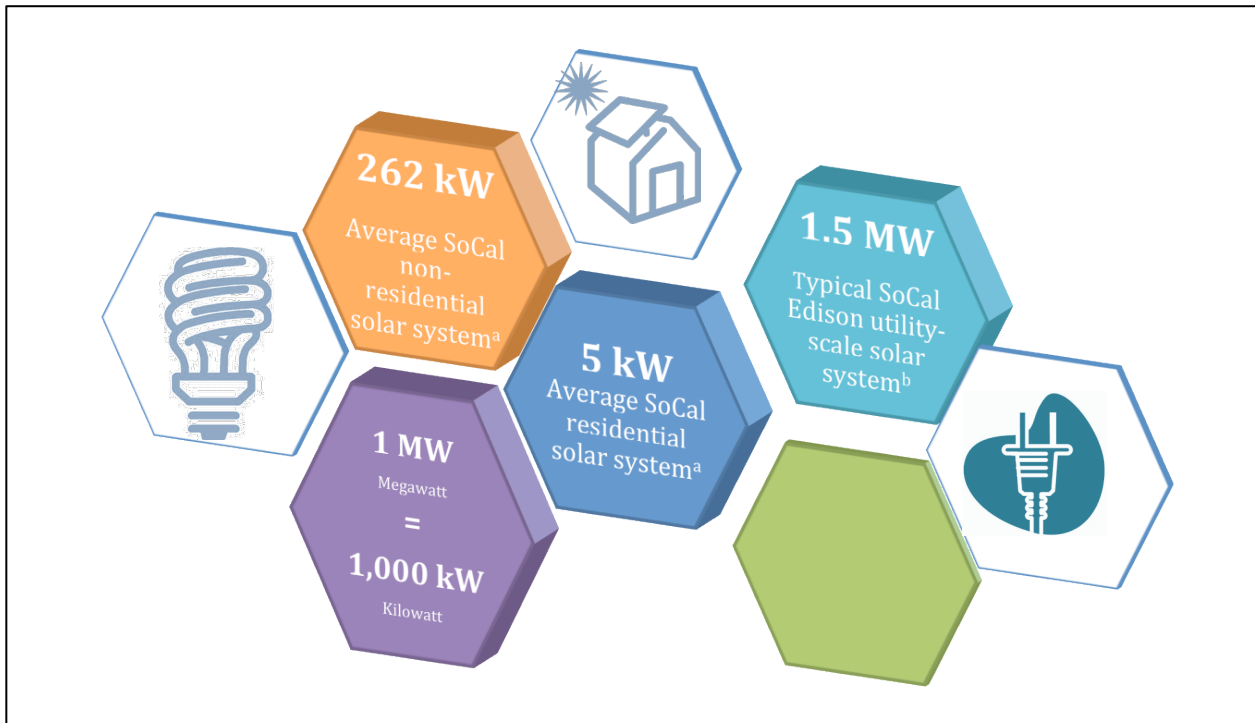 262 kW
Average SoCal
non-
residential
solar systemᵃ
1.5 MW
Typical SoCal
Edison utility-
scale solar
systemᵇ
5 kW
Average SoCal
residential
solar systemᵃ
1 MW
Megawatt
=
1,000 kW
Kilowatt